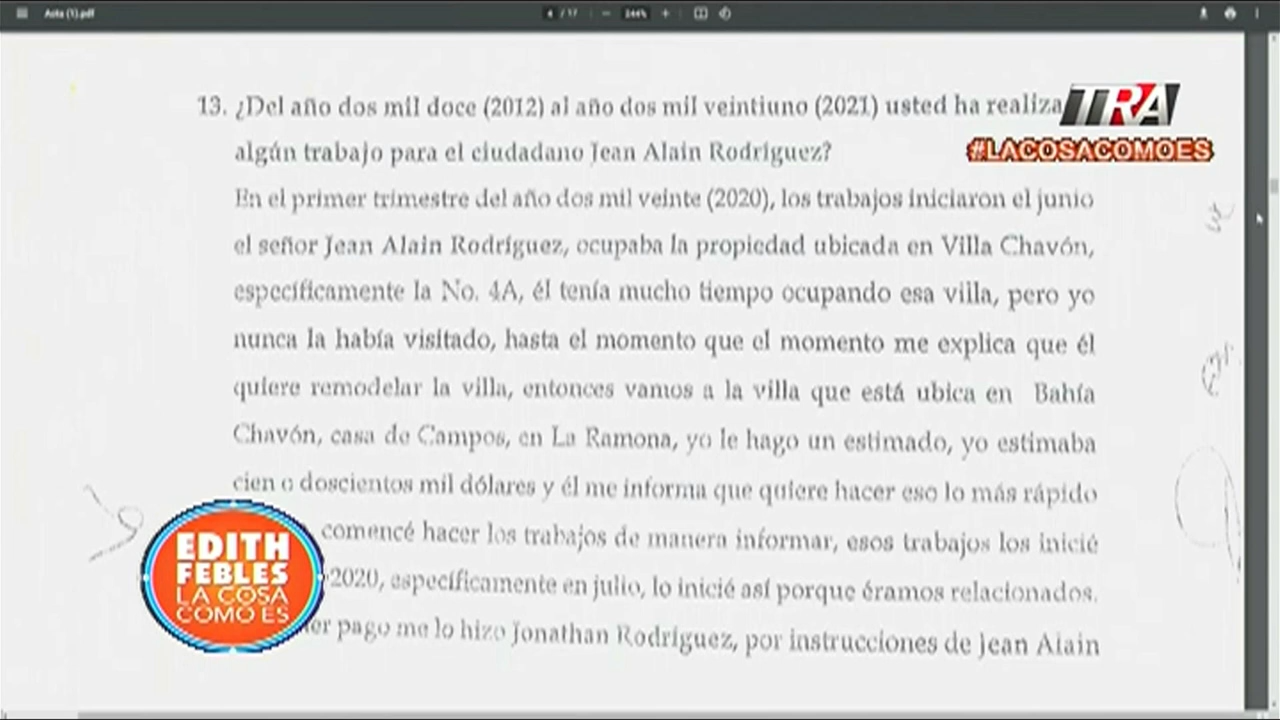 Acta (1).pdf
4 / 17
244%
TRA
#LACOSACOMOES
13. ¿Del año dos mil doce (2012) al año dos mil veintiuno (2021) usted ha realiza
algún trabajo para el ciudadano Jean Alain Rodríguez?
En el primer trimestre del año dos mil veinte (2020), los trabajos iniciaron el junio
el señor Jean Alain Rodríguez, ocupaba la propiedad ubicada en Villa Chavón,
específicamente la No. 4A, él tenía mucho tiempo ocupando esa villa, pero yo
nunca la había visitado, hasta el momento que el momento me explica que él
quiere remodelar la villa, entonces vamos a la villa que está ubica en Bahía
Chavón, casa de Campos, en La Ramona, yo le hago un estimado, yo estimaba
cien o doscientos mil dólares y él me informa que quiere hacer eso lo más rápido
comencé hacer los trabajos de manera informar, esos trabajos los inicié
2020, específicamente en julio, lo inicié así porque éramos relacionados.
pago me lo hizo Jonathan Rodríguez, por instrucciones de Jean Alain
EDITH
FEBLES
LA COSA
COMO ES